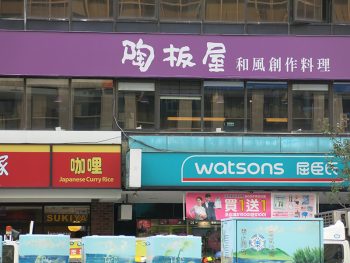 陶板屋 和風創作料理
咖哩
Japanese Curry Rice
watsons 屈臣氏
買1送1
SUKIYA